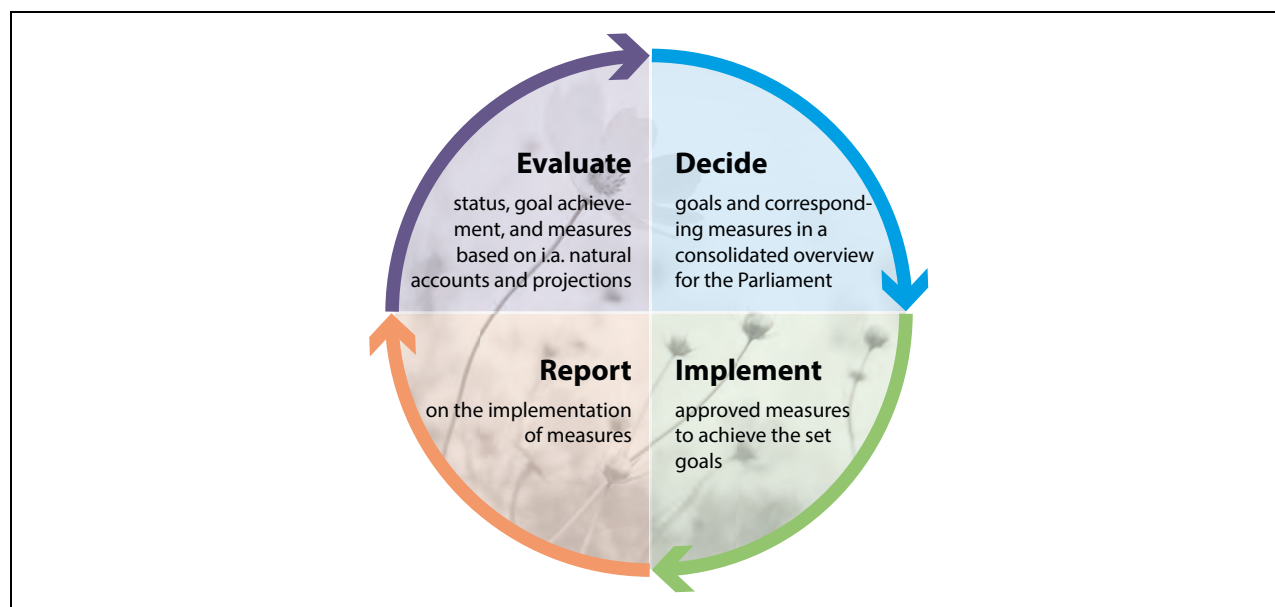 Evaluate
status, goal achieve-
ment, and measures
based on i.a. natural
accounts and projections
Decide
goals and correspond-
ing measures in a
consolidated overview
for the Parliament
Report
on the implementation
of measures
Implement
approved measures
to achieve the set
goals